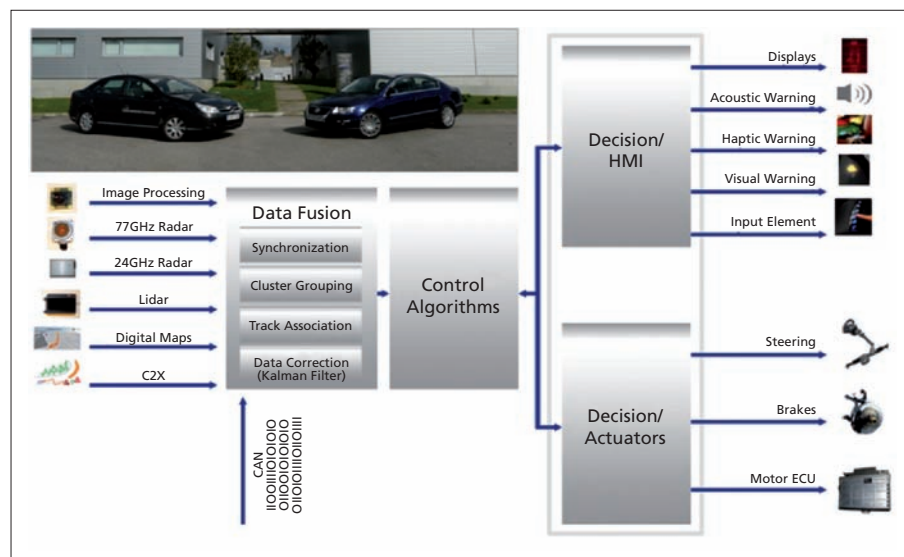 Image Processing
77GHz Radar
24GHz Radar
Lidar
Digital Maps
C2X
Data Fusion
Synchronization
Cluster Grouping
Track Association
Data Correction
(Kalman Filter)
CAN
Control
Algorithms
Decision/
HMI
Displays
Acoustic Warning
Haptic Warning
Visual Warning
Input Element
Decision/
Actuators
Steering
Brakes
Motor ECU